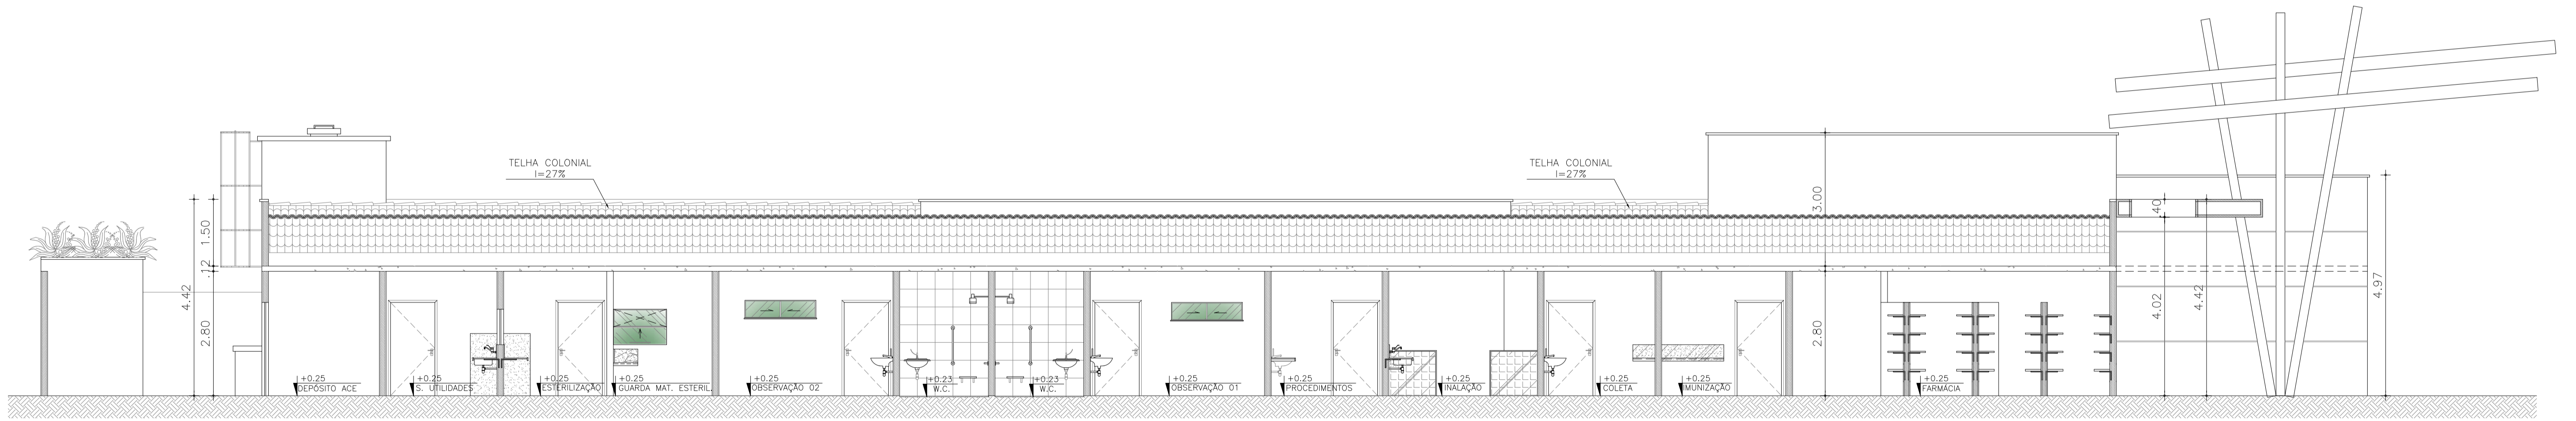 TELHA COLONIAL
I=27%
TELHA COLONIAL
I=27%
4.42
1.50
.12
2.80
3.00
2.80
.40
4.02
4.42
4.97
+0.25
DEPÓSITO ACE
+0.25
S. UTILIDADES
+0.25
ESTERILIZAÇÃO
+0.25
GUARDA MAT. ESTERIL.
+0.25
OBSERVAÇÃO 02
+0.23
W.C.
+0.23
W.C.
+0.25
OBSERVAÇÃO 01
+0.25
PROCEDIMENTOS
+0.25
INALAÇÃO
+0.25
COLETA
+0.25
IMUNIZAÇÃO
+0.25
FARMÁCIA